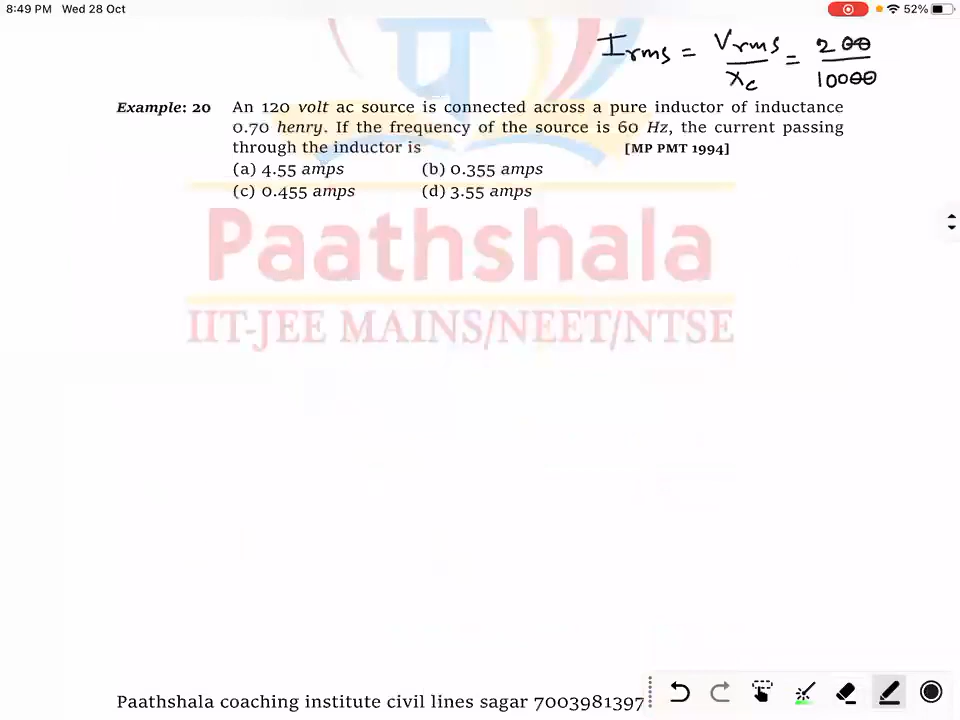 8:49 PM Wed 28 Oct
52%
Irms = Vrms / Xc = 200 / 10000
Example: 20 An 120 volt ac source is connected across a pure inductor of inductance
0.70 henry. If the frequency of the source is 60 Hz, the current passing
through the inductor is [MP PMT 1994]
(a) 4.55 amps (b) 0.355 amps
(c) 0.455 amps (d) 3.55 amps
प
Paathshala
IIT-JEE MAINS/NEET/NTSE
Paathshala coaching institute civil lines sagar 7003981397